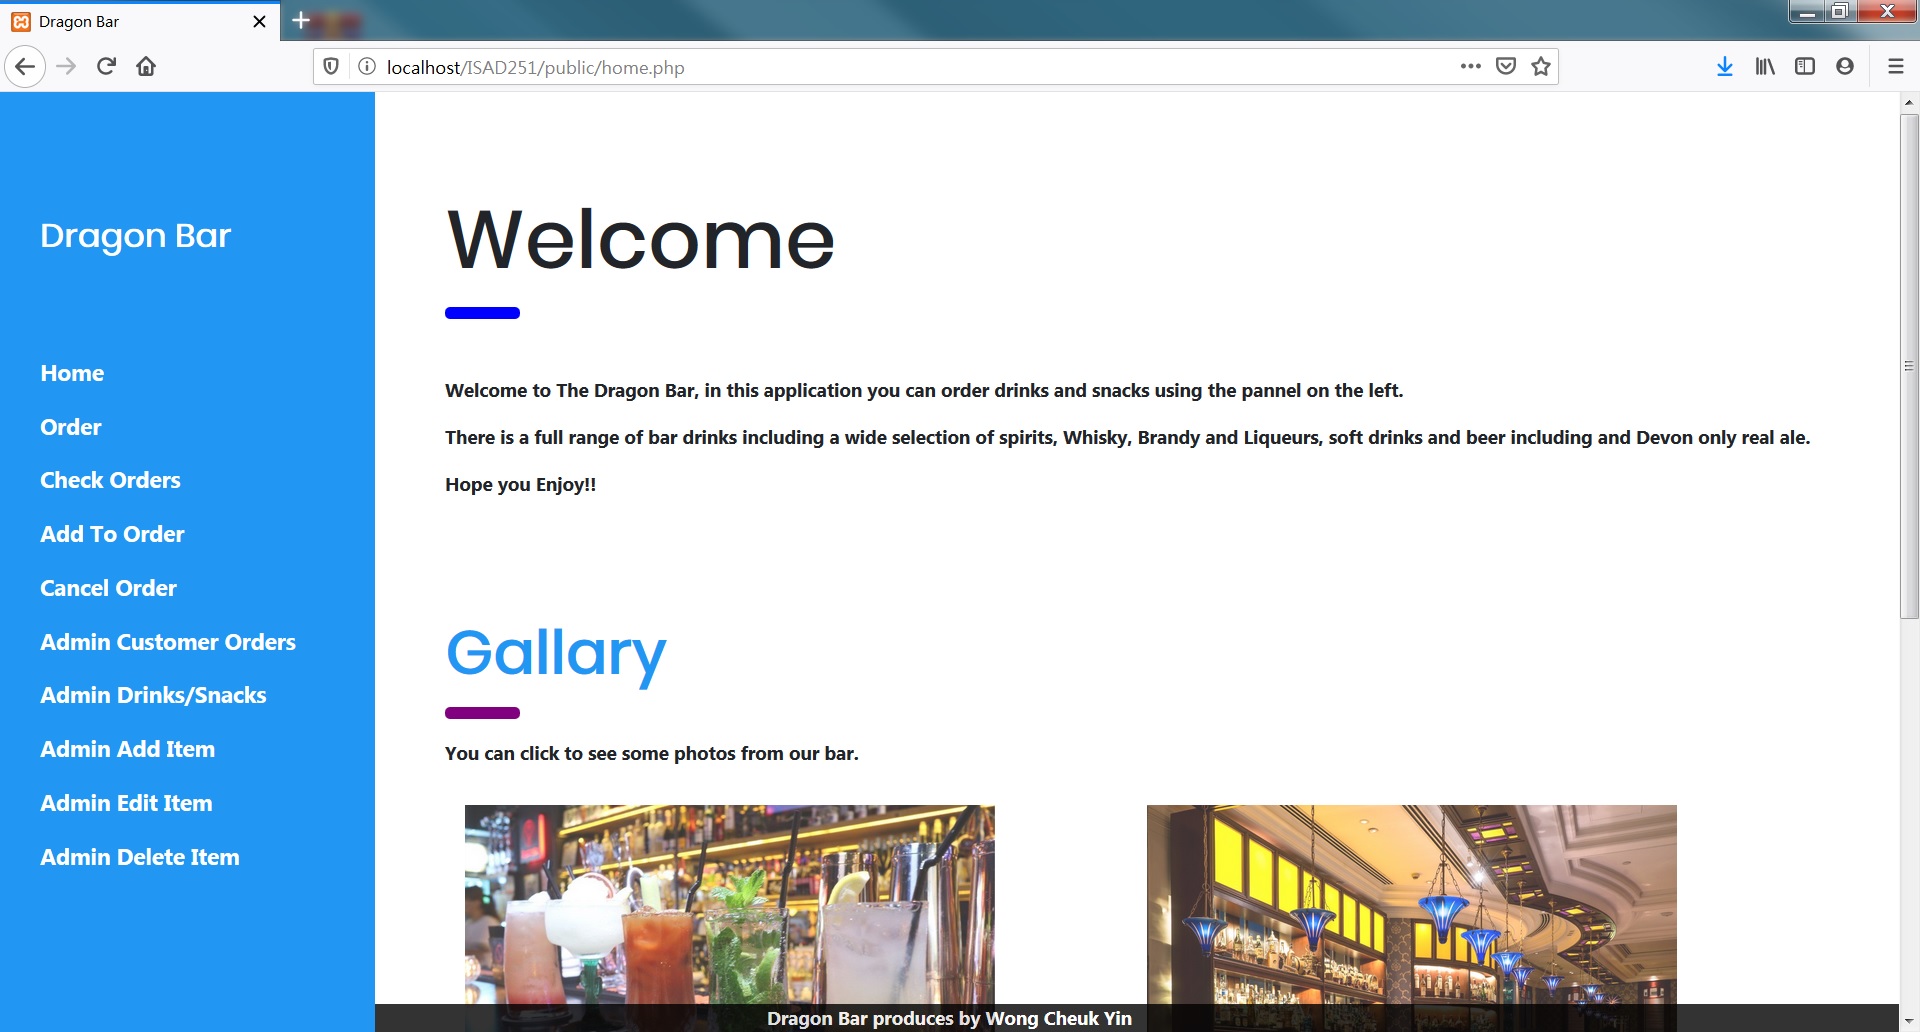 Dragon Bar
localhost/ISAD251/public/home.php
Dragon Bar
Home
Order
Check Orders
Add To Order
Cancel Order
Admin Customer Orders
Admin Drinks/Snacks
Admin Add Item
Admin Edit Item
Admin Delete Item
Welcome
Welcome to The Dragon Bar, in this application you can order drinks and snacks using the pannel on the left.
There is a full range of bar drinks including a wide selection of spirits, Whisky, Brandy and Liqueurs, soft drinks and beer including and Devon only real ale.
Hope you Enjoy!!
Gallary
You can click to see some photos from our bar.
Dragon Bar produces by Wong Cheuk Yin